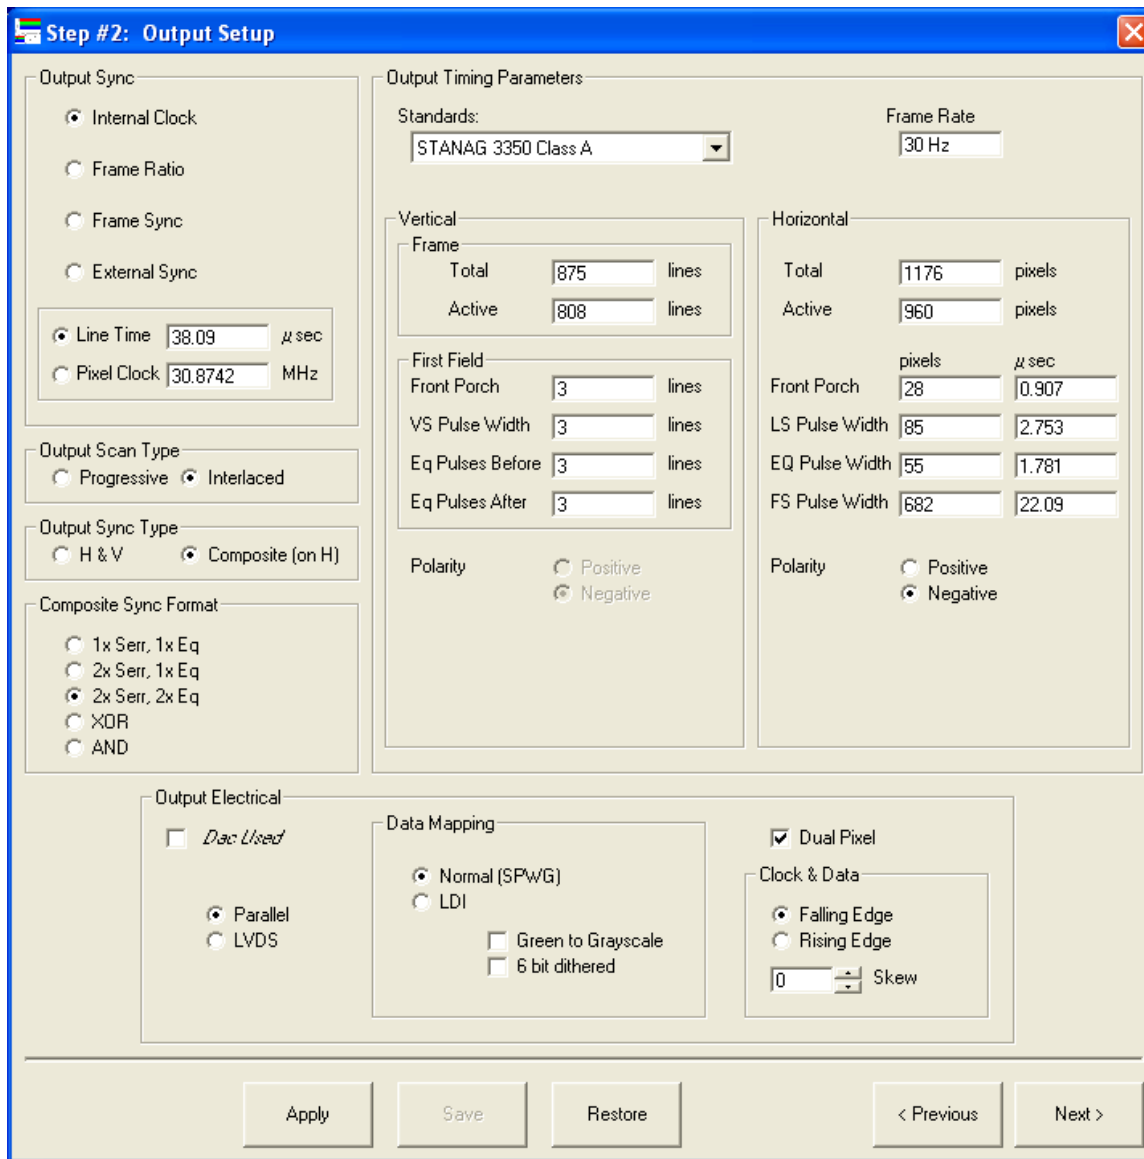 Step #2: Output Setup
Output Sync
Internal Clock
Frame Ratio
Frame Sync
External Sync
Line Time 38.09 μsec
Pixel Clock 30.8742 MHz
Output Scan Type
Progressive Interlaced
Output Sync Type
H & V Composite (on H)
Composite Sync Format
1x Serr, 1x Eq
2x Serr, 1x Eq
2x Serr, 2x Eq
XOR
AND
Output Timing Parameters
Standards:
STANAG 3350 Class A
Frame Rate
30 Hz
Vertical
Frame
Total 875 lines
Active 808 lines
First Field
Front Porch 3 lines
VS Pulse Width 3 lines
Eq Pulses Before 3 lines
Eq Pulses After 3 lines
Polarity Positive
Negative
Horizontal
Total 1176 pixels
Active 960 pixels
pixels μsec
Front Porch 28 0.907
LS Pulse Width 85 2.753
EQ Pulse Width 55 1.781
FS Pulse Width 682 22.09
Polarity Positive
Negative
Output Electrical
Dac Used
Parallel
LVDS
Data Mapping
Normal (SPWG)
LDI
Green to Grayscale
6 bit dithered
Dual Pixel
Clock & Data
Falling Edge
Rising Edge
0 Skew
Apply Save Restore < Previous Next >